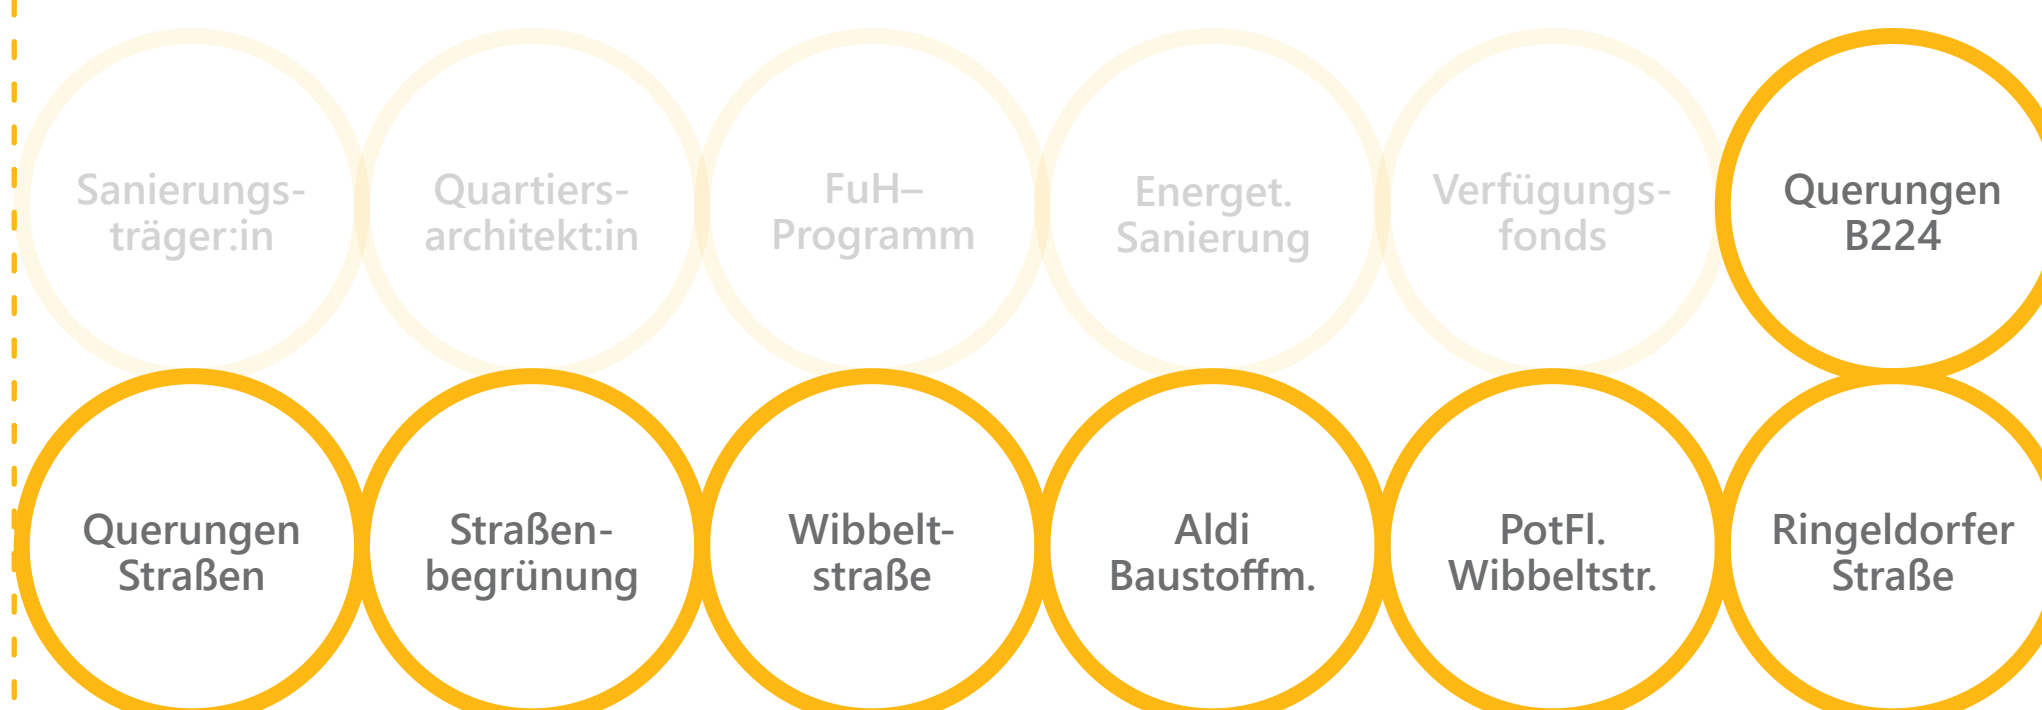 Sanierungs-
träger:in
Quartiers-
architekt:in
FuH–
Programm
Energet.
Sanierung
Verfügungs-
fonds
Querungen
B224
Querungen
Straßen
Straßen-
begrünung
Wibbelt-
straße
Aldi
Baustoffm.
PotFl.
Wibbeltstr.
Ringeldorfer
Straße